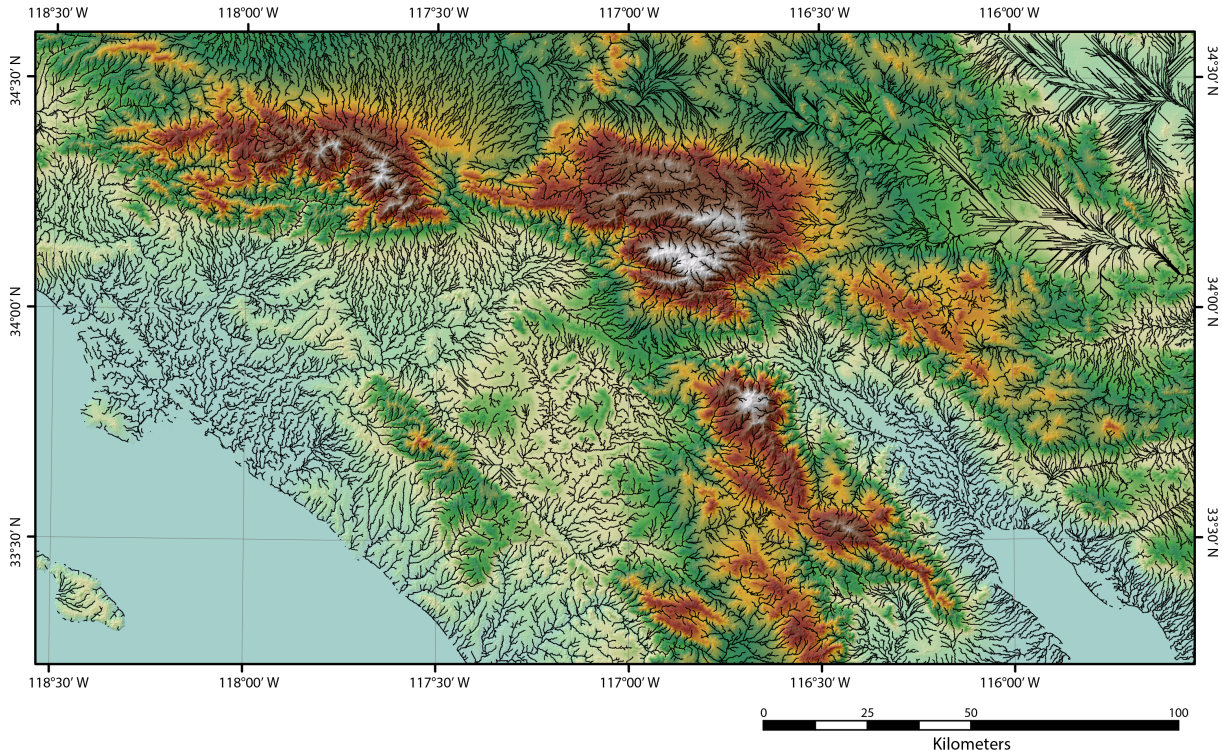 118°30' W 118°00' W 117°30' W 117°00' W 116°30' W 116°00' W
34°30' N 34°30' N
34°00' N 34°00' N
33°30' N 33°30' N
118°30' W 118°00' W 117°30' W 117°00' W 116°30' W 116°00' W
0 25 50 100
Kilometers